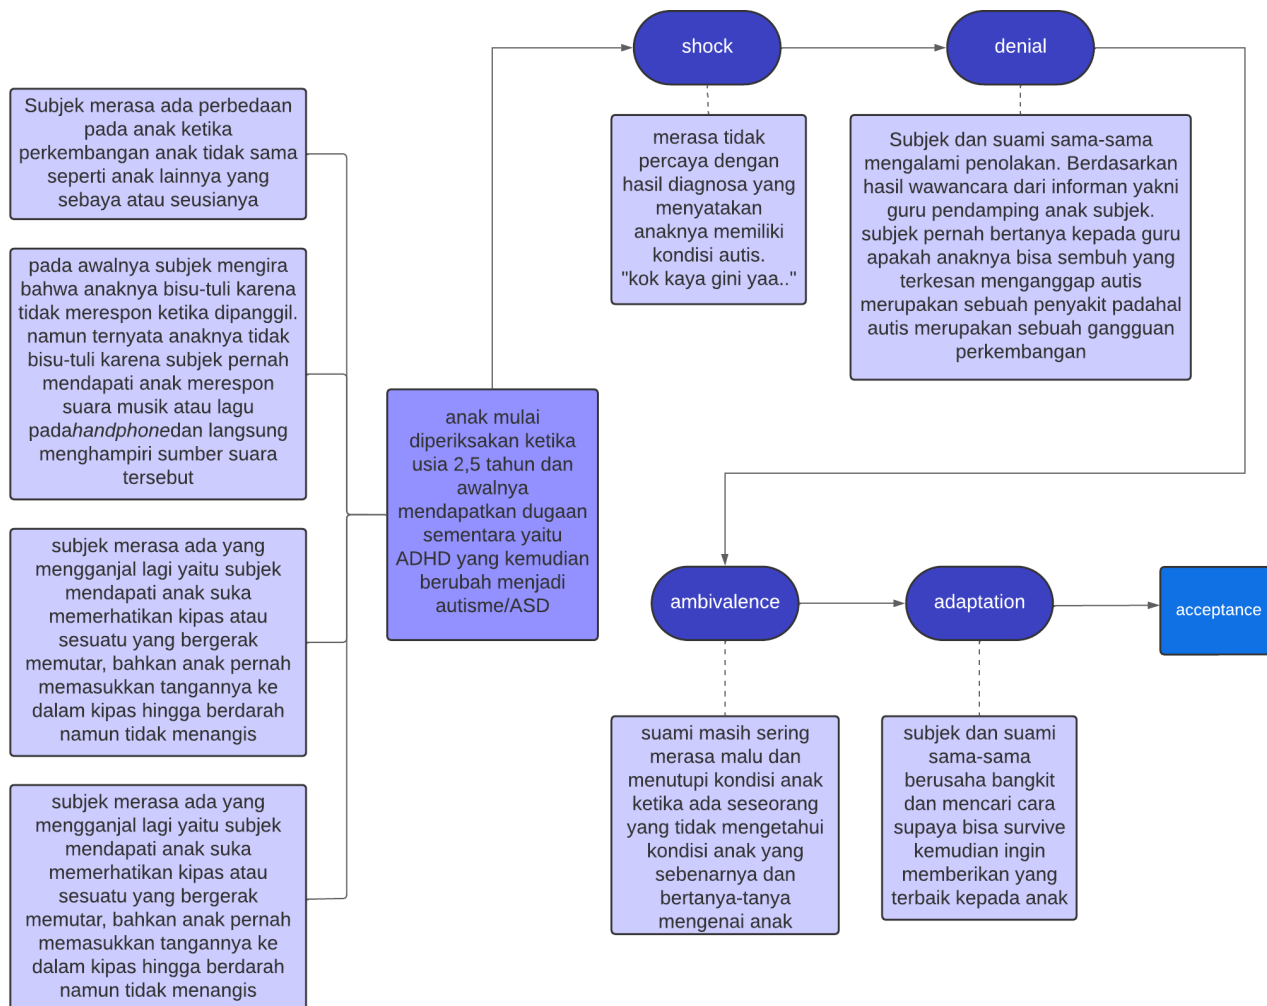 Subjek merasa ada perbedaan
pada anak ketika
perkembangan anak tidak sama
seperti anak lainnya yang
sebaya atau seusianya
pada awalnya subjek mengira
bahwa anaknya bisu-tuli karena
tidak merespon ketika dipanggil.
namun ternyata anaknya tidak
bisu-tuli karena subjek pernah
mendapati anak merespon
suara musik atau lagu
padahandphonedan langsung
menghampiri sumber suara
tersebut
subjek merasa ada yang
mengganjal lagi yaitu subjek
mendapati anak suka
memerhatikan kipas atau
sesuatu yang bergerak
memutar, bahkan anak pernah
memasukkan tangannya ke
dalam kipas hingga berdarah
namun tidak menangis
subjek merasa ada yang
mengganjal lagi yaitu subjek
mendapati anak suka
memerhatikan kipas atau
sesuatu yang bergerak
memutar, bahkan anak pernah
memasukkan tangannya ke
dalam kipas hingga berdarah
namun tidak menangis
anak mulai
diperiksakan ketika
usia 2,5 tahun dan
awalnya
mendapatkan dugaan
sementara yaitu
ADHD yang kemudian
berubah menjadi
autisme/ASD
shock
merasa tidak
percaya dengan
hasil diagnosa yang
menyatakan
anaknya memiliki
kondisi autis.
"kok kaya gini yaa.."
denial
Subjek dan suami sama-sama
mengalami penolakan. Berdasarkan
hasil wawancara dari informan yakni
guru pendamping anak subjek.
subjek pernah bertanya kepada guru
apakah anaknya bisa sembuh yang
terkesan menganggap autis
merupakan sebuah penyakit padahal
autis merupakan sebuah gangguan
perkembangan
ambivalence
suami masih sering
merasa malu dan
menutupi kondisi anak
ketika ada seseorang
yang tidak mengetahui
kondisi anak yang
sebenarnya dan
bertanya-tanya
mengenai anak
adaptation
subjek dan suami
sama-sama
berusaha bangkit
dan mencari cara
supaya bisa survive
kemudian ingin
memberikan yang
terbaik kepada anak
acceptance